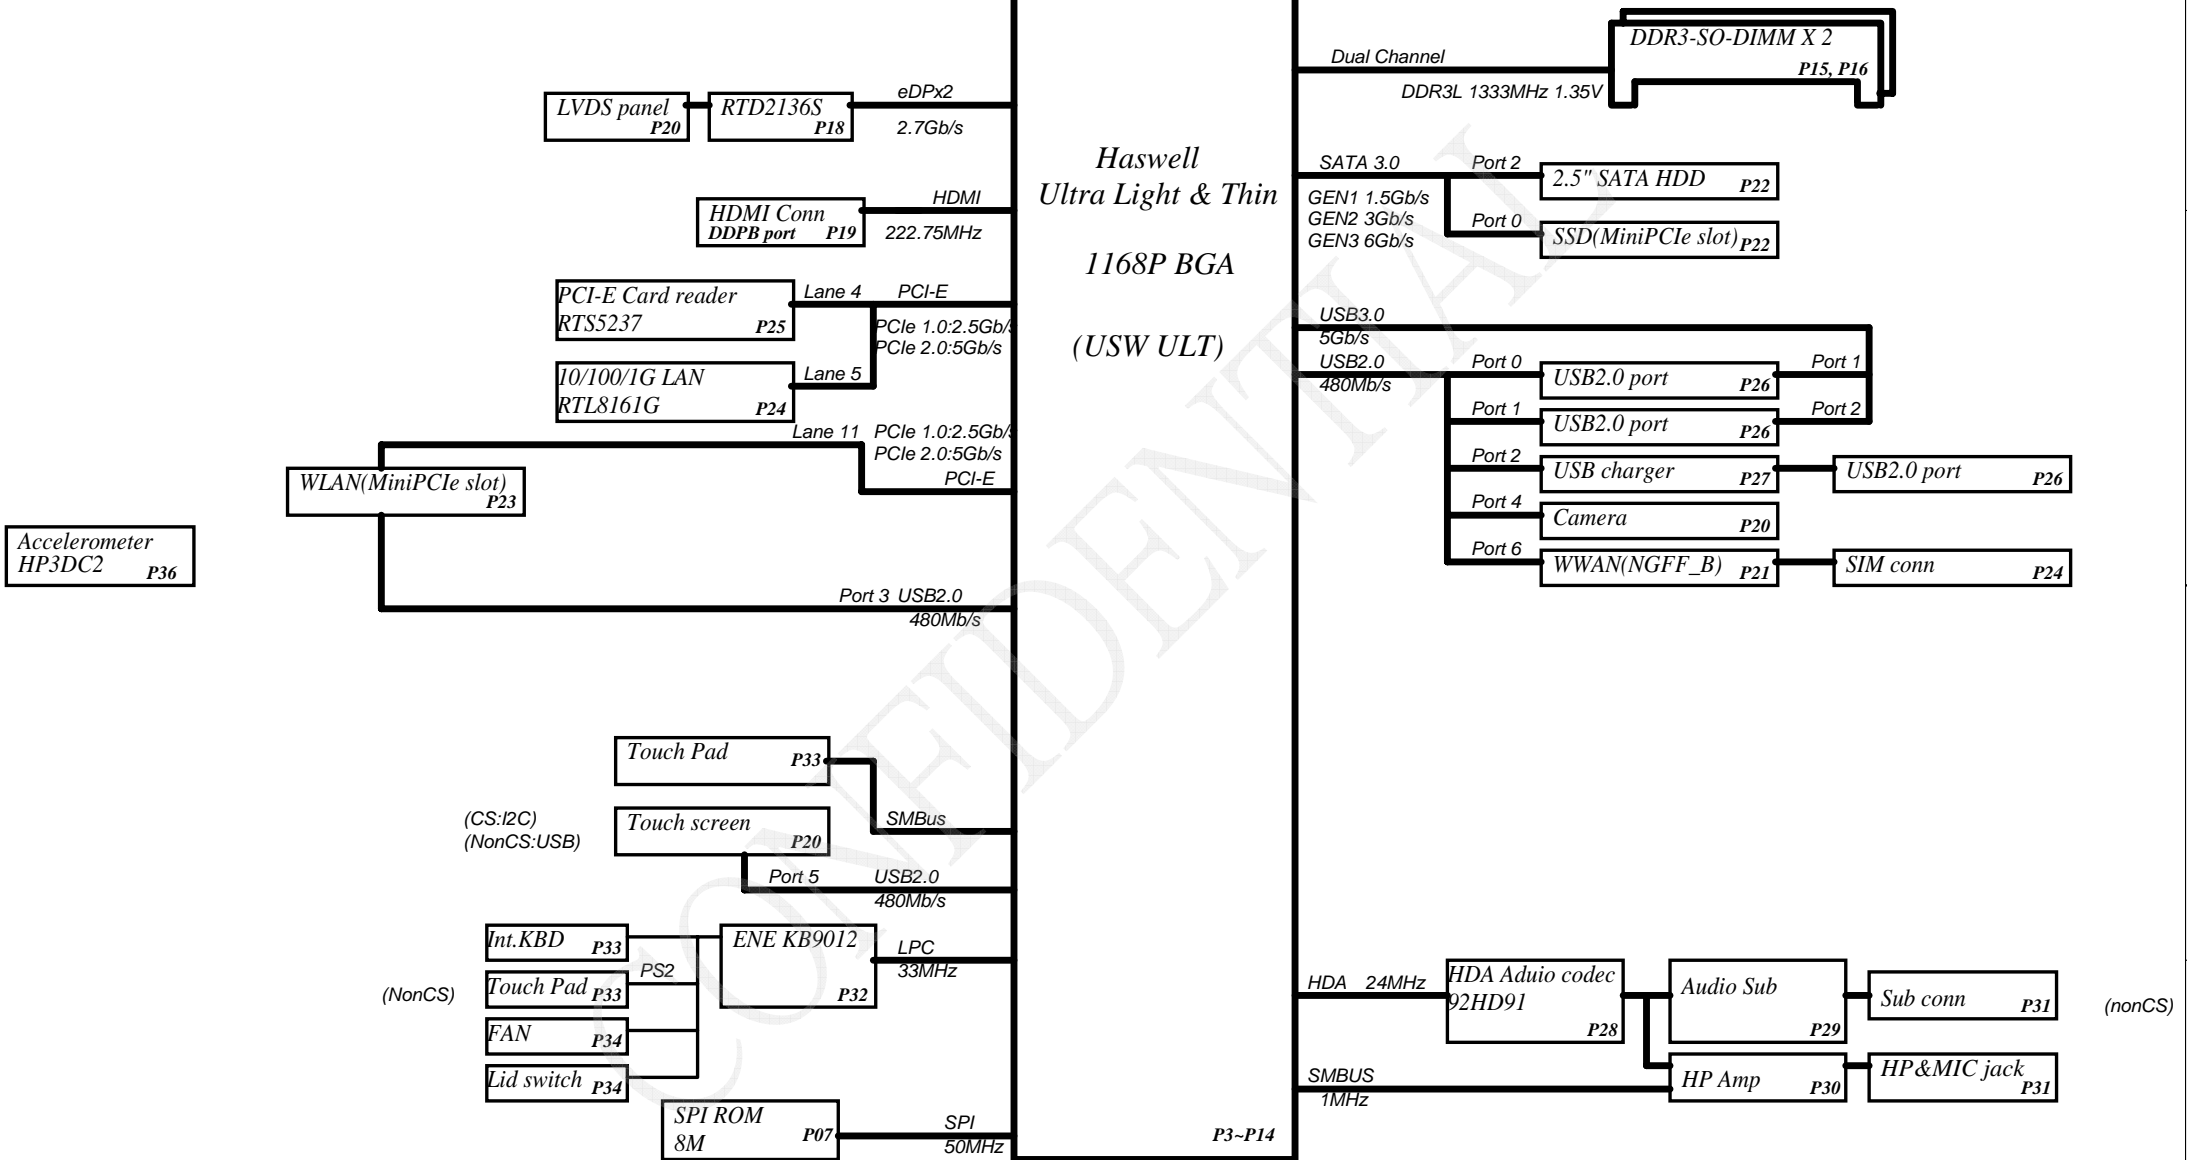 DDR3-SO-DIMM X 2
P15, P16
Dual Channel
DDR3L 1333MHz 1.35V
LVDS panel
P20
RTD2136S
P18
eDPx2
2.7Gb/s
HDMI Conn
DDPB port P19
HDMI
222.75MHz
PCI-E Card reader
RTS5237 P25
Lane 4 PCI-E
PCIe 1.0:2.5Gb/s
PCIe 2.0:5Gb/s
10/100/1G LAN
RTL8161G P24
Lane 5
Lane 11 PCIe 1.0:2.5Gb/s
PCIe 2.0:5Gb/s
PCI-E
WLAN(MiniPCIe slot)
P23
Accelerometer
HP3DC2 P36
Port 3 USB2.0
480Mb/s
Touch Pad P33
SMBus
(CS:I2C)
(NonCS:USB)
Touch screen
P20
Port 5 USB2.0
480Mb/s
Int.KBD P33
PS2
(NonCS)
Touch Pad P33
FAN P34
Lid switch P34
ENE KB9012
P32
LPC
33MHz
SPI ROM
8M P07
SPI
50MHz
Haswell
Ultra Light & Thin
1168P BGA
(USW ULT)
P3~P14
SATA 3.0
GEN1 1.5Gb/s
GEN2 3Gb/s
GEN3 6Gb/s
Port 2
2.5" SATA HDD P22
Port 0
SSD(MiniPCIe slot) P22
USB3.0
5Gb/s
USB2.0
480Mb/s
Port 0
USB2.0 port P26
Port 1
Port 1
USB2.0 port P26
Port 2
Port 2
USB charger P27
USB2.0 port P26
Port 4
Camera P20
Port 6
WWAN(NGFF_B) P21
SIM conn P24
HDA 24MHz
HDA Aduio codec
92HD91
P28
Audio Sub
P29
Sub conn P31
(nonCS)
SMBUS
1MHz
HP Amp P30
HP&MIC jack
P31
CONFIDENTIAL